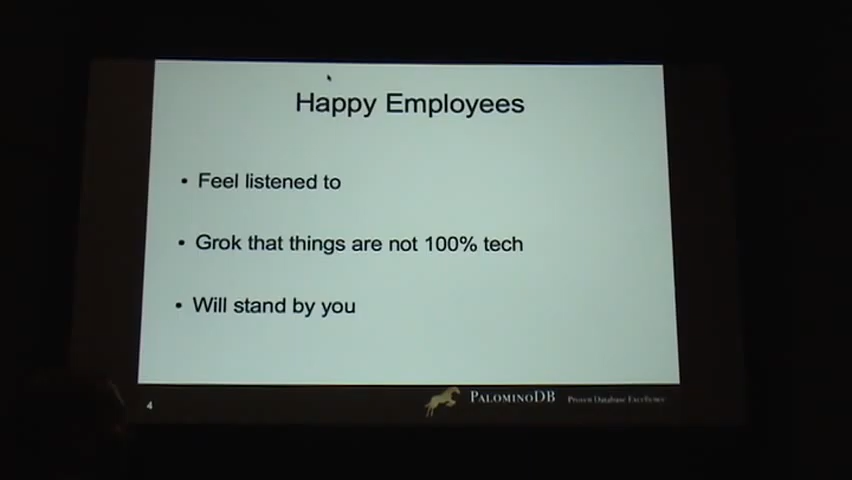 Happy Employees
• Feel listened to
• Grok that things are not 100% tech
• Will stand by you
4
PALOMINODB Proven Database Excellence